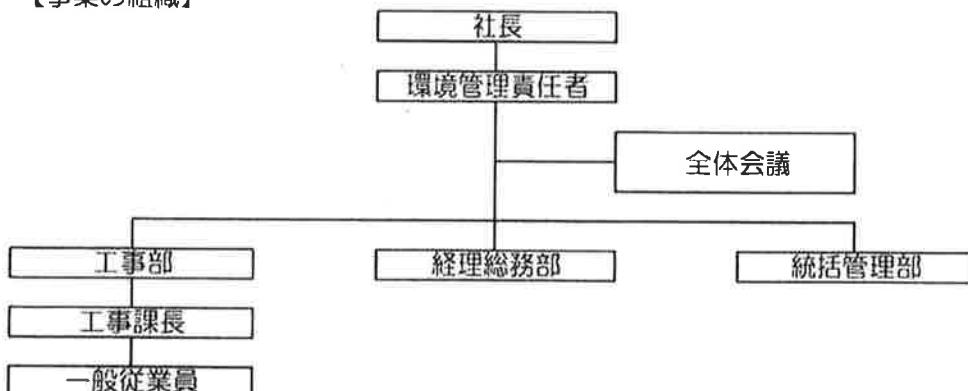 【事業の組織】
社長
環境管理責任者
全体会議
工事部
経理総務部
統括管理部
工事課長
一般従業員